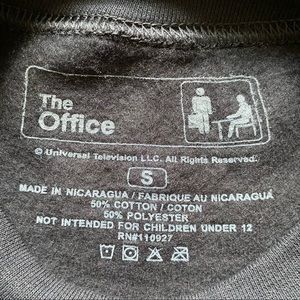 The
Office
© Universal Television LLC. All Rights Reserved.
S
MADE IN NICARAGUA / FABRIQUE AU NICARAGUA
50% COTTON / COTON
50% POLYESTER
NOT INTENDED FOR CHILDREN UNDER 12
RN#110927